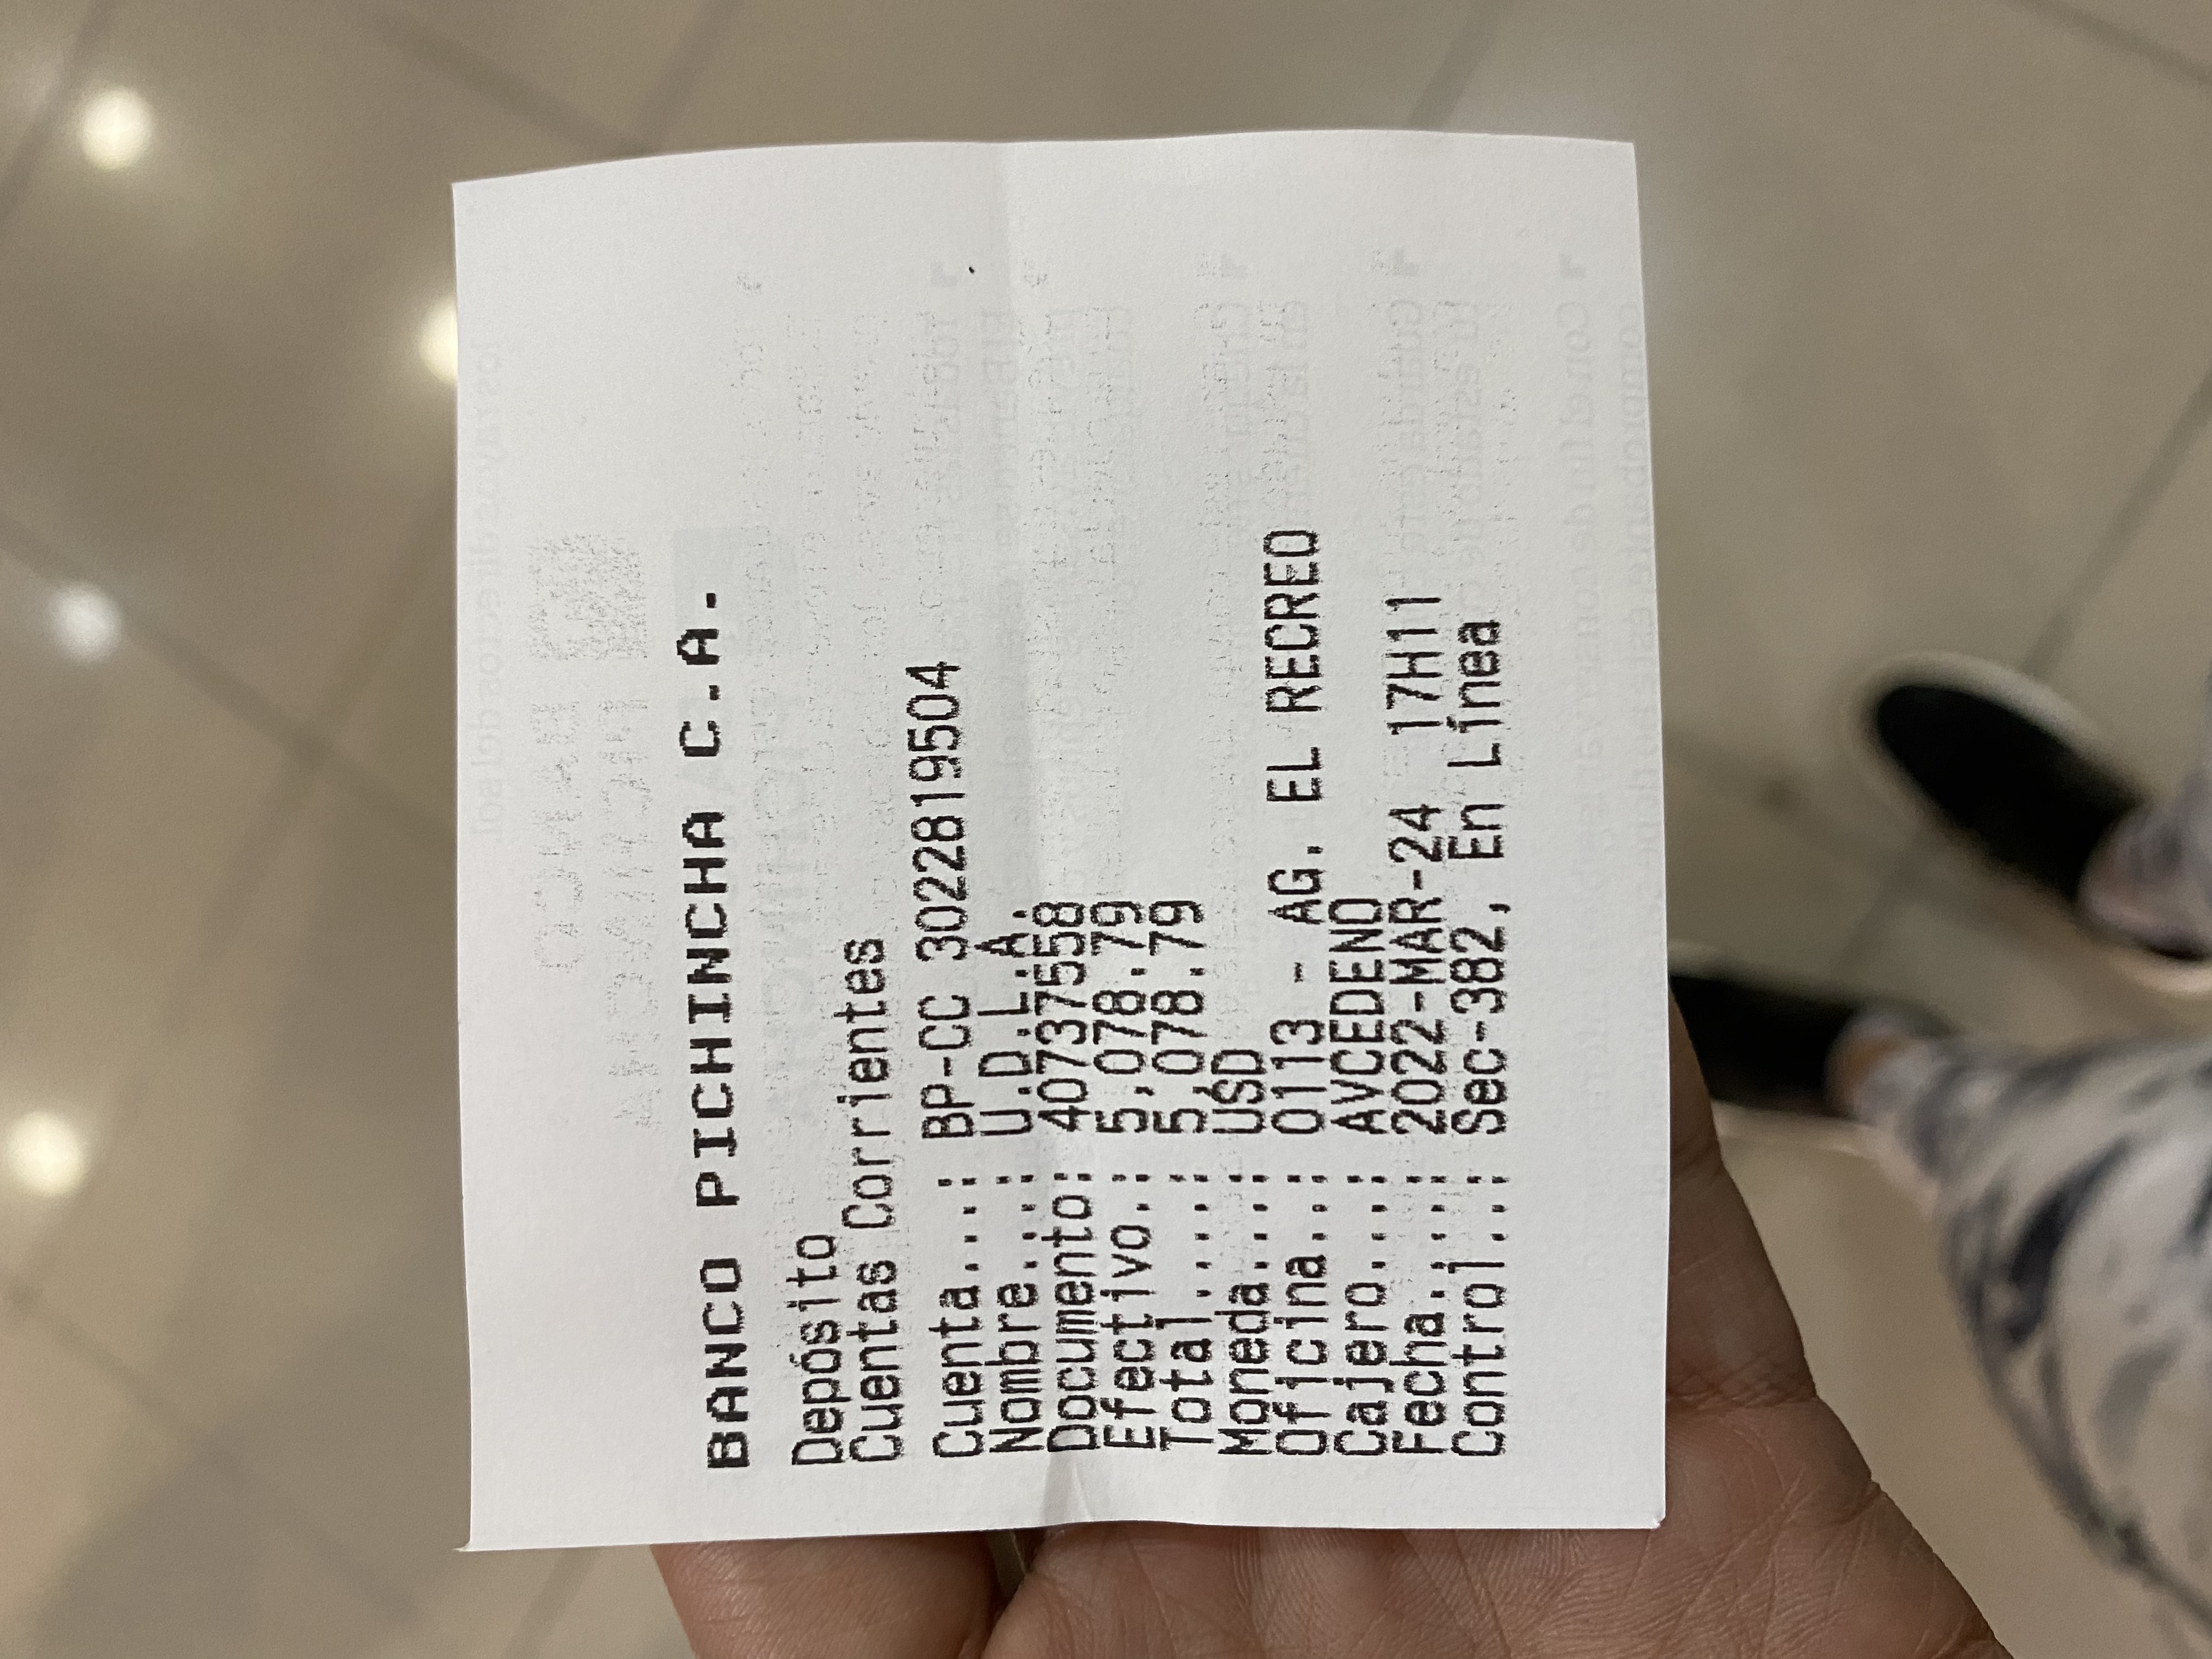 BANCO PICHINCHA C.A.
Depósito
Cuentas Corrientes
Cuenta....: BP-CC 3022819504
Nombre....: U.D.L.A.
Documento: 407375558
Efectivo.: 5,078.79
Total.....: 5,078.79
Moneda....: USD
Oficina..: 0113 - AG. EL RECREO
Cajero....: AVCEDENO
Fecha.....: 2022-MAR-24 17H11
Control..: Sec-382, En Línea